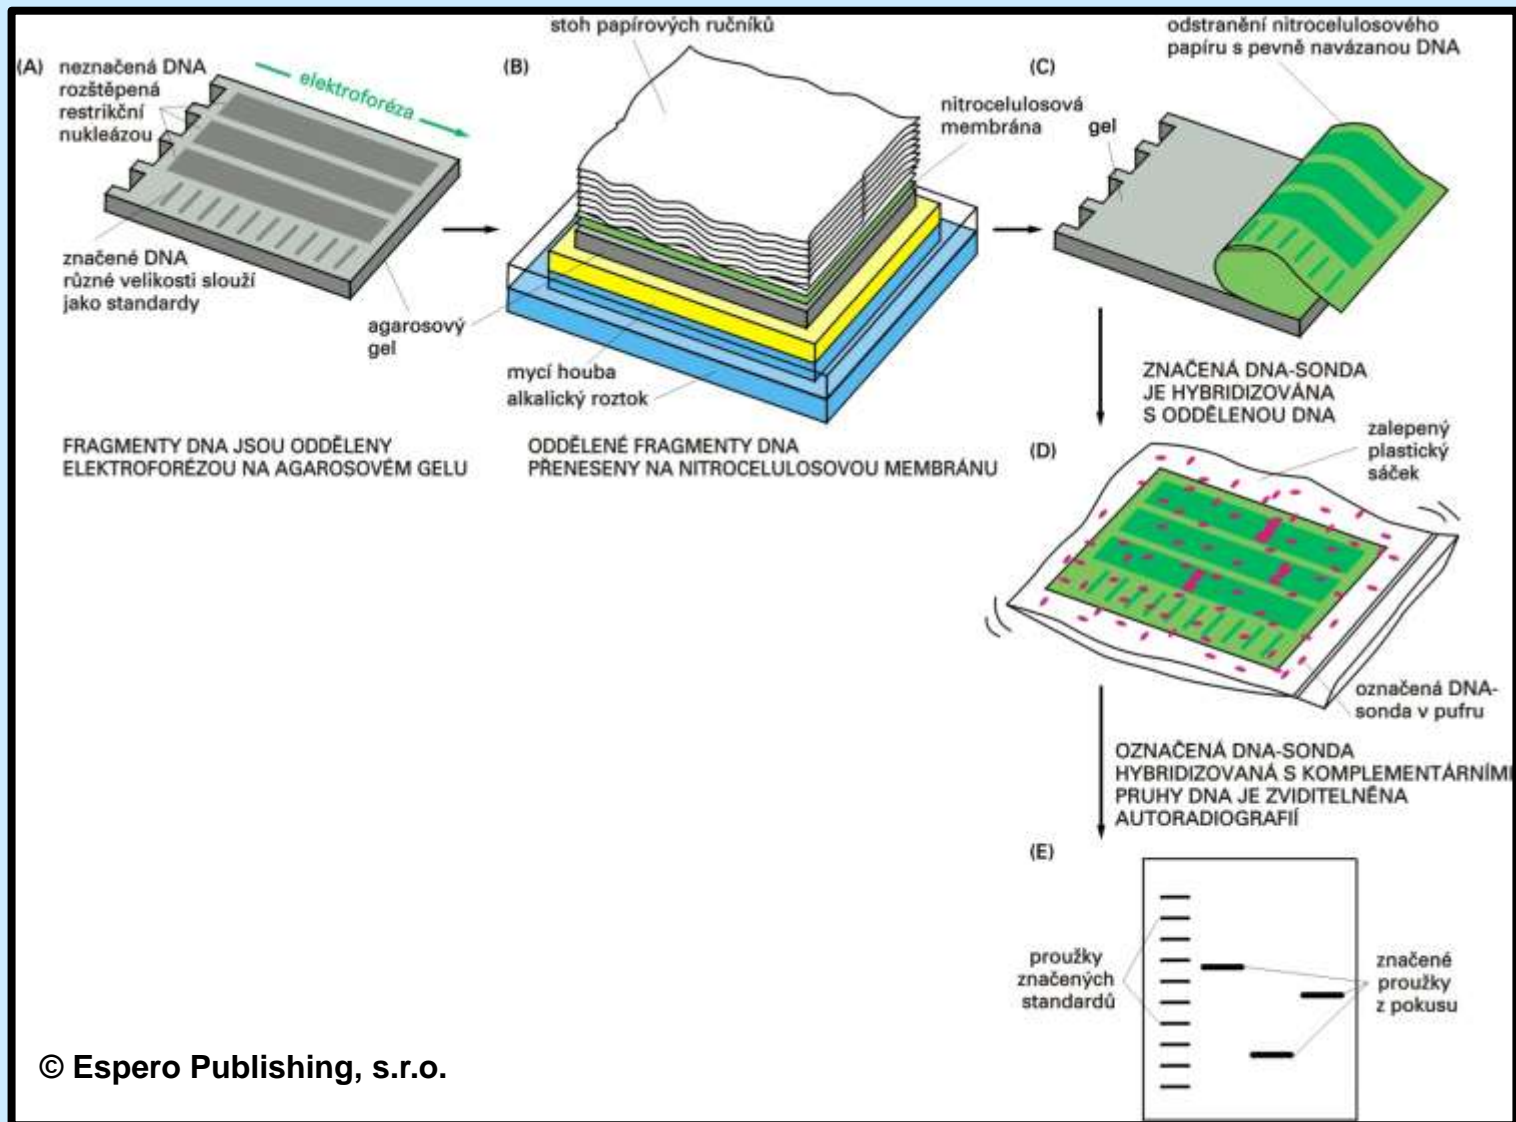 (A)
neznačená DNA
rozštěpená
restrikční
nukleázou
elektroforéza
značené DNA
různé velikosti slouží
jako standardy
agarosový
gel
FRAGMENTY DNA JSOU ODDĚLENY
ELEKTROFORÉZOU NA AGAROSOVÉM GELU
(B)
stoh papírových ručníků
nitrocelulosová
membrána
mycí houba
alkalický roztok
ODDĚLENÉ FRAGMENTY DNA
PŘENESENY NA NITROCELULOSOVOU MEMBRÁNU
(C)
odstranění nitrocelulosového
papíru s pevně navázanou DNA
gel
ZNAČENÁ DNA-SONDA
JE HYBRIDIZOVÁNA
S ODDĚLENOU DNA
(D)
zalepený
plastický
sáček
označená DNA-
sonda v pufru
OZNAČENÁ DNA-SONDA
HYBRIDIZOVANÁ S KOMPLEMENTÁRNÍMI
PRUHY DNA JE ZVIDITELNĚNA
AUTORADIOGRAFIÍ
(E)
proužky
značených
standardů
značené
proužky
z pokusu
© Espero Publishing, s.r.o.